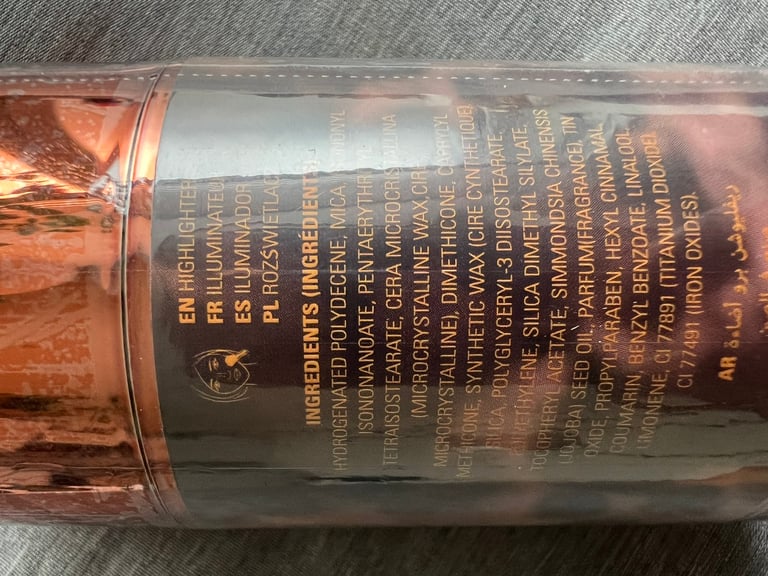 EN HIGHLIGHTER
FR ILLUMINATEUR
ES ILUMINADOR
PL ROZŚWIETLAC
INGREDIENTS (INGRÉDIENTS):
HYDROGENATED POLYDECENE, MICA,
ISONONANOATE, PENTAERYTHRITYL
TETRAISOSTEARATE, CERA MICROCRISTALLINA
(MICROCRYSTALLINE WAX, CIRE
MICROCRYSTALLINE), DIMETHICONE, CAPRYLYL
METHICONE, SYNTHETIC WAX (CIRE SYNTHETIQUE),
SILICA, POLYGLYCERYL-3 DIISOSTEARATE,
POLYETHYLENE, SILICA DIMETHYL SILYLATE,
TOCOPHERYL ACETATE, SIMMONDSIA CHINENSIS
(JOJOBA) SEED OIL, PARFUM(FRAGRANCE), TIN
OXIDE, PROPYLPARABEN, HEXYL CINNAMAL,
COUMARIN, BENZYL BENZOATE, LINALOOL,
LIMONENE, CI 77891 (TITANIUM DIOXIDE),
CI 77491 (IRON OXIDES).
AR